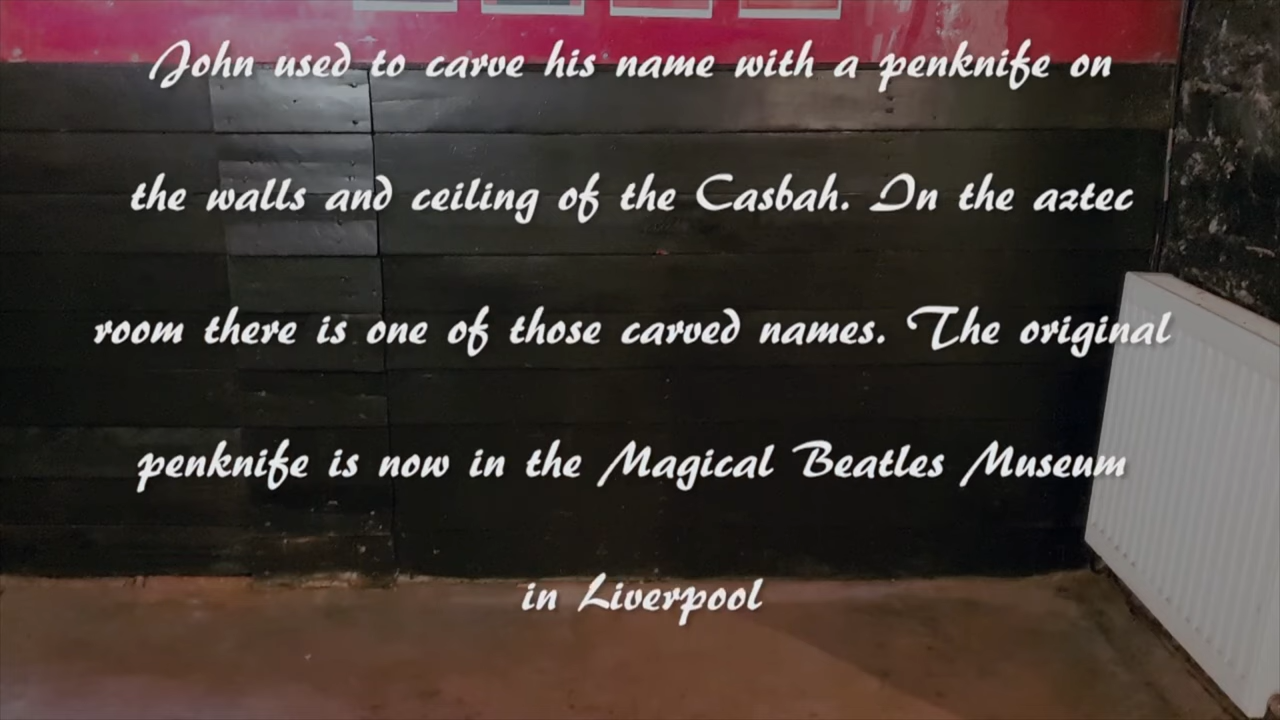 John used to carve his name with a penknife on
the walls and ceiling of the Casbah. In the aztec
room there is one of those carved names. The original
penknife is now in the Magical Beatles Museum
in Liverpool